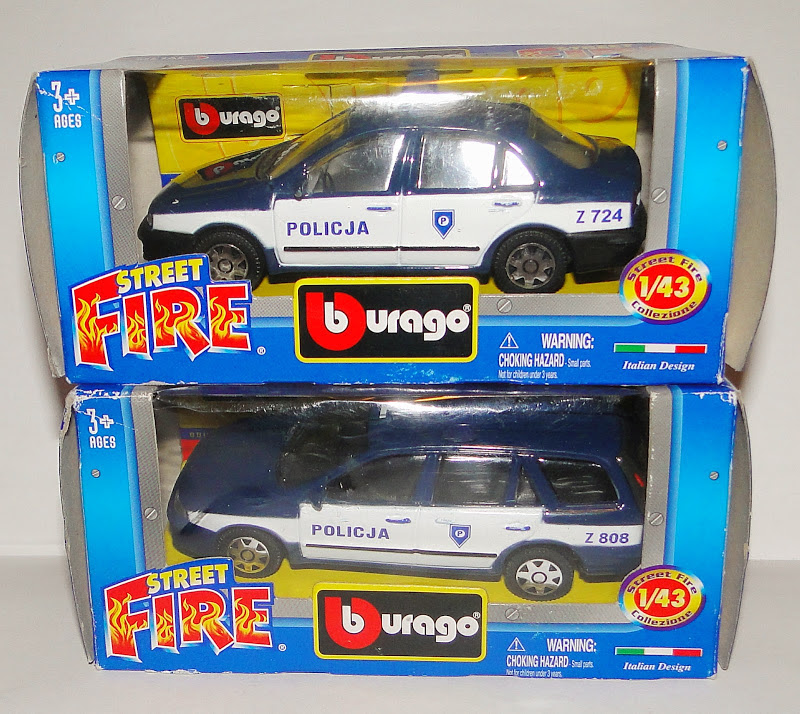 3+
AGES
burago
POLICJA
P
Z 724
STREET
FIRE®
burago®
Street Fire
1/43
Collezione
WARNING:
CHOKING HAZARD - Small parts.
Not for children under 3 years.
Italian Design
3+
AGES
POLICJA
P
Z 808
STREET
FIRE®
burago®
Street Fire
1/43
Collezione
WARNING:
CHOKING HAZARD - Small parts.
Not for children under 3 years.
Italian Design